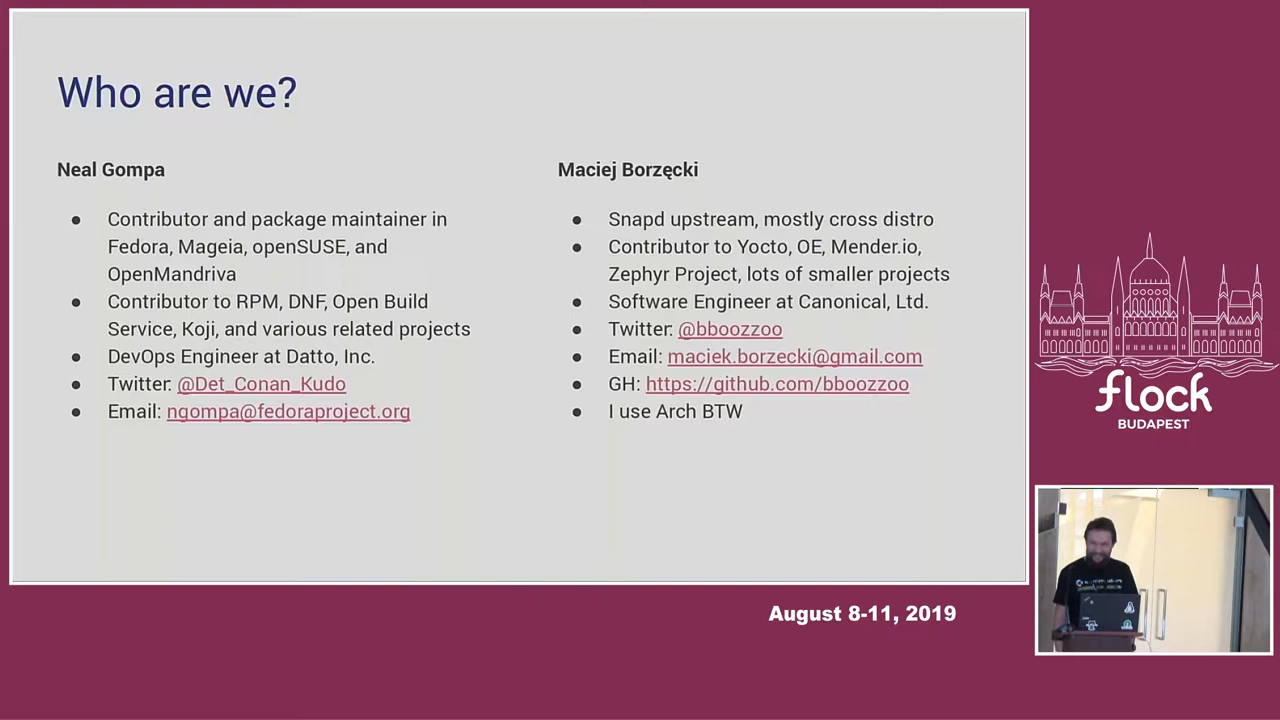 Who are we?
Neal Gompa
● Contributor and package maintainer in
Fedora, Mageia, openSUSE, and
OpenMandriva
● Contributor to RPM, DNF, Open Build
Service, Koji, and various related projects
● DevOps Engineer at Datto, Inc.
● Twitter: @Det_Conan_Kudo
● Email: ngompa@fedoraproject.org
Maciej Borzęcki
● Snapd upstream, mostly cross distro
● Contributor to Yocto, OE, Mender.io,
Zephyr Project, lots of smaller projects
● Software Engineer at Canonical, Ltd.
● Twitter: @bboozzoo
● Email: maciek.borzecki@gmail.com
● GH: https://github.com/bboozzoo
● I use Arch BTW
flock
BUDAPEST
August 8-11, 2019